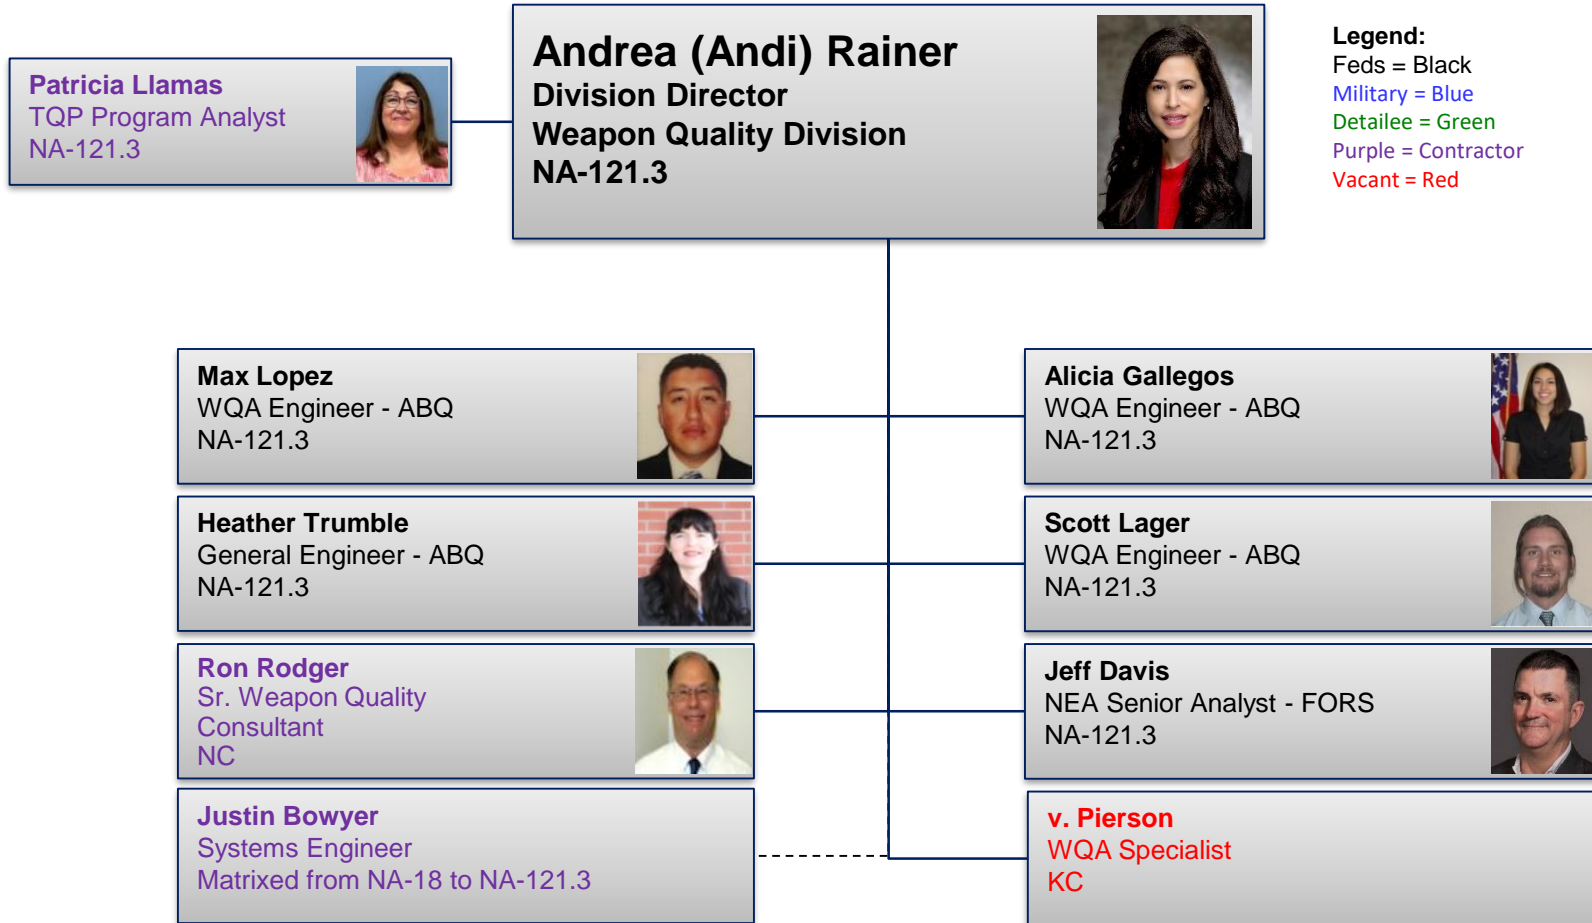 Patricia Llamas
TQP Program Analyst
NA-121.3
Andrea (Andi) Rainer
Division Director
Weapon Quality Division
NA-121.3
Legend:
Feds = Black
Military = Blue
Detailee = Green
Purple = Contractor
Vacant = Red
Max Lopez
WQA Engineer - ABQ
NA-121.3
Alicia Gallegos
WQA Engineer - ABQ
NA-121.3
Heather Trumble
General Engineer - ABQ
NA-121.3
Scott Lager
WQA Engineer - ABQ
NA-121.3
Ron Rodger
Sr. Weapon Quality
Consultant
NC
Jeff Davis
NEA Senior Analyst - FORS
NA-121.3
Justin Bowyer
Systems Engineer
Matrixed from NA-18 to NA-121.3
v. Pierson
WQA Specialist
KC